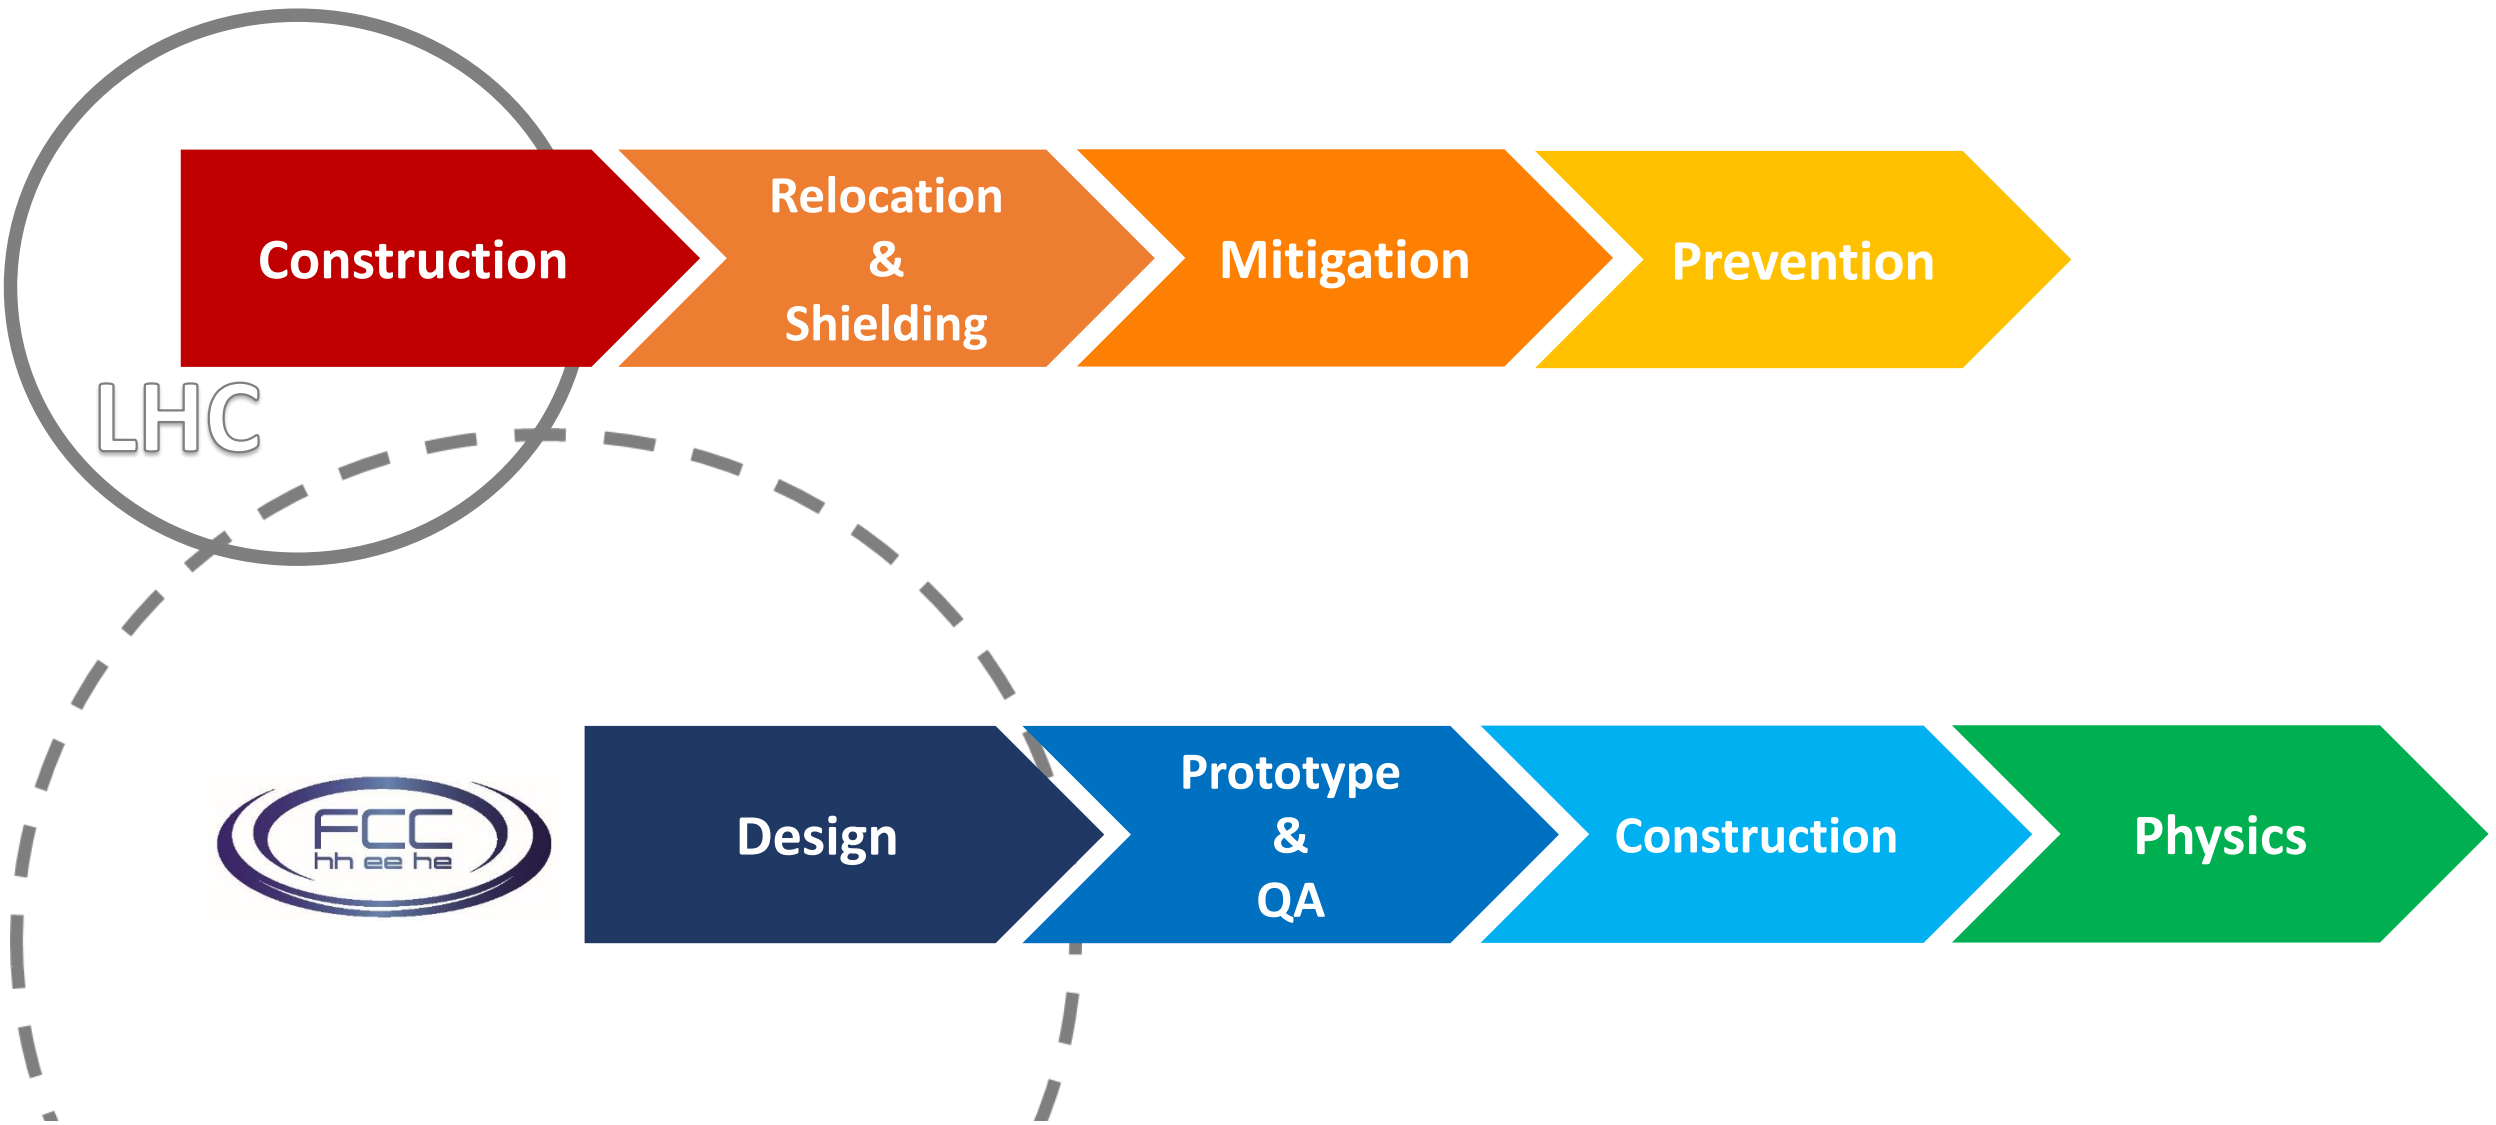 Construction
Relocation
&
Shielding
Mitigation
Prevention
LHC
FCC
hh ee he
Design
Prototype
&
QA
Construction
Physics